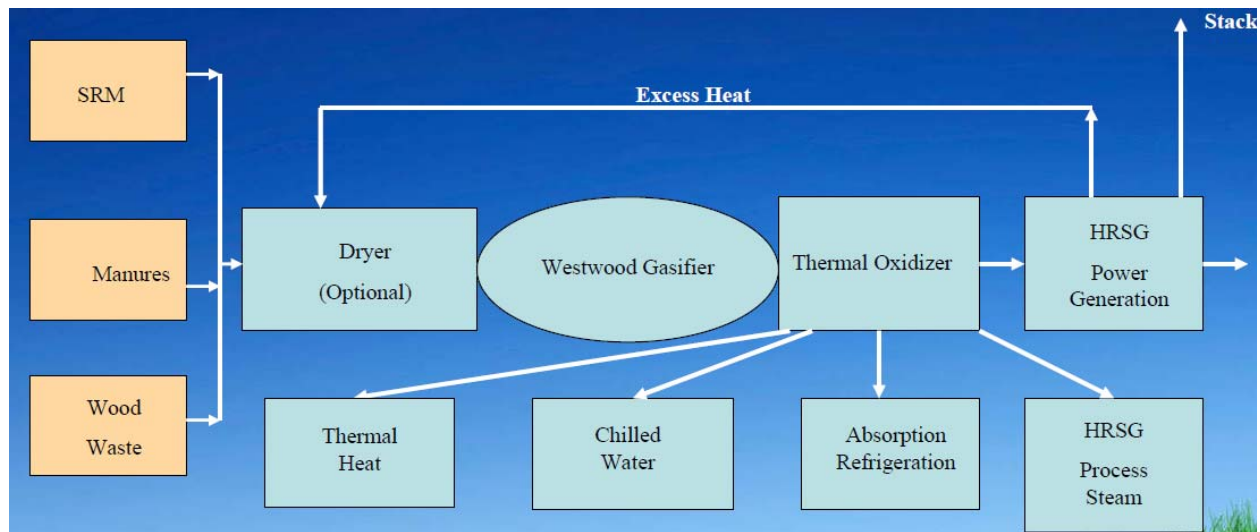 Stack
SRM
Excess Heat
Manures
Dryer
(Optional)
Westwood Gasifier
Thermal Oxidizer
HRSG
Power
Generation
Wood
Waste
Thermal
Heat
Chilled
Water
Absorption
Refrigeration
HRSG
Process
Steam